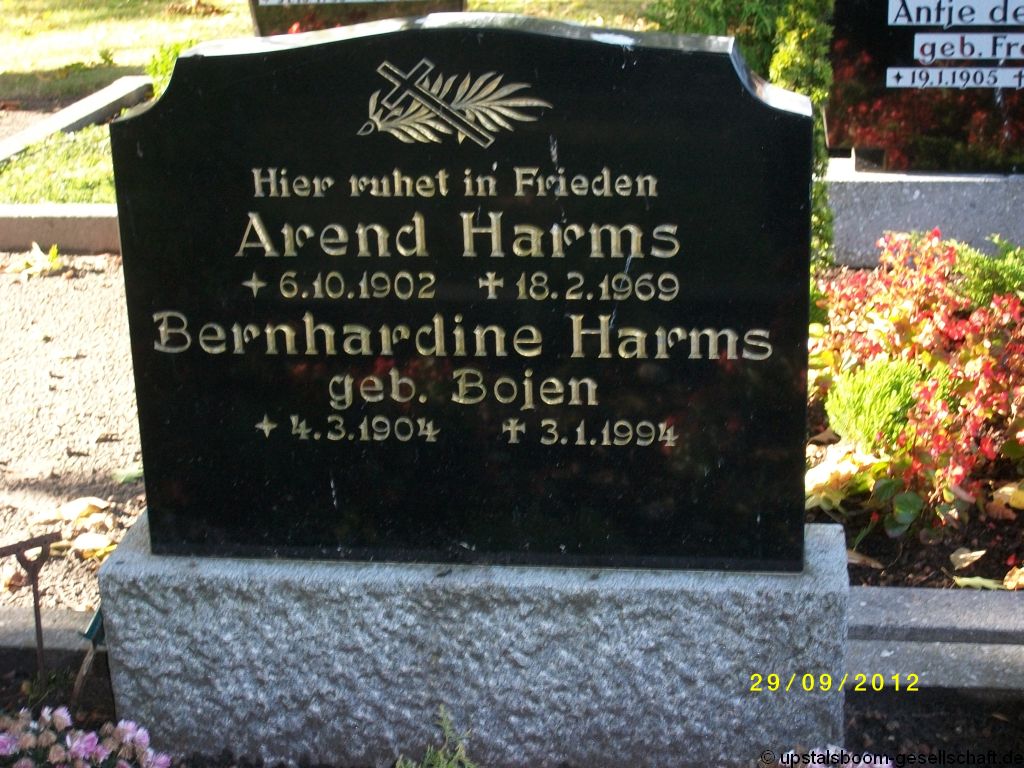 Hier ruhet in Frieden
Arend Harms
✦ 6.10.1902 ✝ 18.2.1969
Bernhardine Harms
geb. Bojen
✦ 4.3.1904 ✝ 3.1.1994
Antje de
geb.
✦ 19.1.1905 ✝
29/09/2012
© upstalsboom-gesellschaft.de